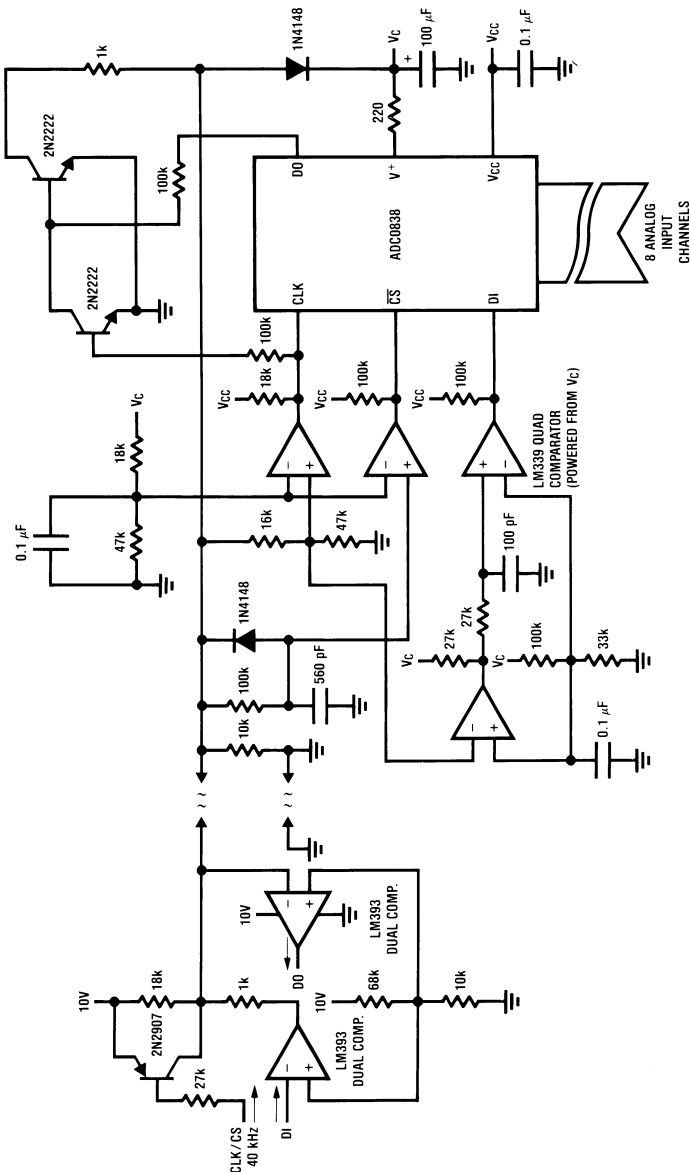 1k
2N2222
2N2222
1N4148
VC
+
100 μF
VCC
0.1 μF
220
100k
DO
V+
VCC
ADC0838
CLK
CS
DI
8 ANALOG
INPUT
CHANNELS
100k
VCC
18k
VCC
100k
VCC
100k
VC
18k
47k
0.1 μF
−
+
−
+
+
−
LM339 QUAD
COMPARATOR
(POWERED FROM VC)
16k
47k
1N4148
100k
560 pF
10k
100 pF
27k
VC
27k
VC
100k
33k
−
+
0.1 μF
~ ~
~ ~
10V
−
+
LM393
DUAL COMP.
DO
10V
18k
2N2907
27k
CLK/CS
40 kHz
DI
1k
−
+
LM393
DUAL COMP.
10V
68k
10k